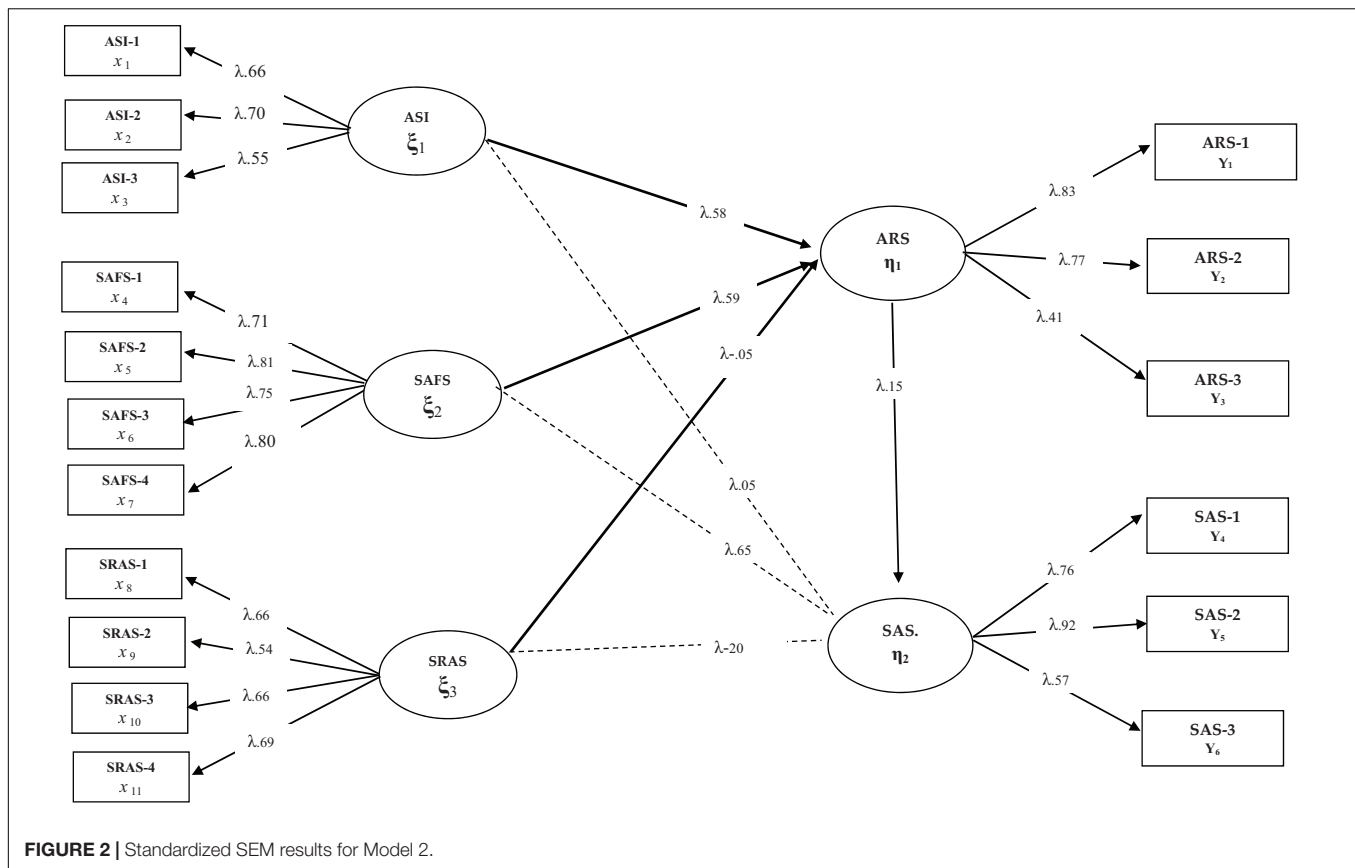 ASI-1
x₁
ASI-2
x₂
ASI-3
x₃
λ.66
λ.70
λ.55
ASI
ξ₁
SAFS-1
x₄
SAFS-2
x₅
SAFS-3
x₆
SAFS-4
x₇
λ.71
λ.81
λ.75
λ.80
SAFS
ξ₂
SRAS-1
x₈
SRAS-2
x₉
SRAS-3
x₁₀
SRAS-4
x₁₁
λ.66
λ.54
λ.66
λ.69
SRAS
ξ₃
λ.58
λ.59
λ-.05
λ.05
λ.65
λ-20
ARS
η₁
λ.15
SAS.
η₂
λ.83
λ.77
λ.41
ARS-1
Y₁
ARS-2
Y₂
ARS-3
Y₃
λ.76
λ.92
λ.57
SAS-1
Y₄
SAS-2
Y₅
SAS-3
Y₆
FIGURE 2 | Standardized SEM results for Model 2.